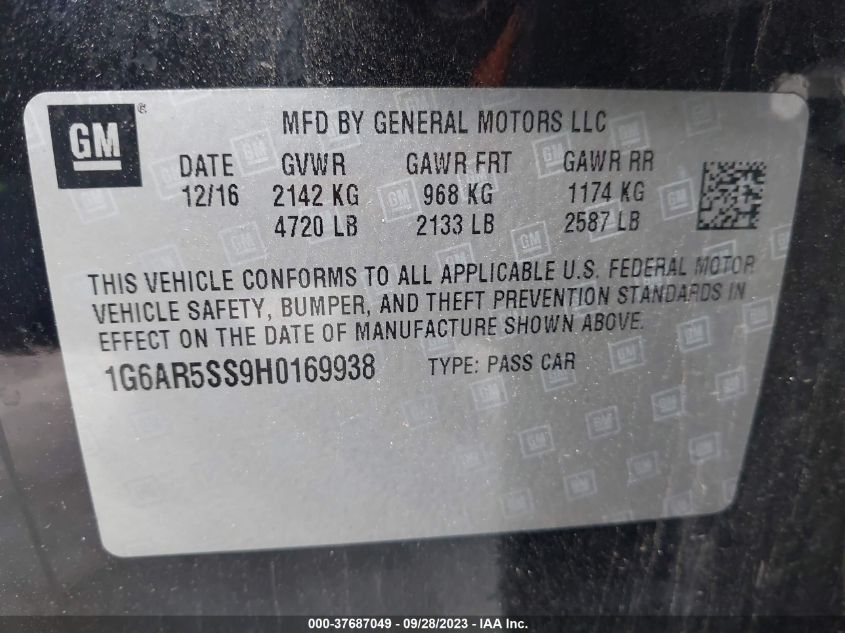 GM
®
MFD BY GENERAL MOTORS LLC
DATE GVWR GAWR FRT GAWR RR
12/16 2142 KG 968 KG 1174 KG
4720 LB 2133 LB 2587 LB
THIS VEHICLE CONFORMS TO ALL APPLICABLE U.S. FEDERAL MOTOR
VEHICLE SAFETY, BUMPER, AND THEFT PREVENTION STANDARDS IN
EFFECT ON THE DATE OF MANUFACTURE SHOWN ABOVE.
1G6AR5SS9H0169938 TYPE: PASS CAR
000-37687049 - 09/28/2023 - IAAI Inc.